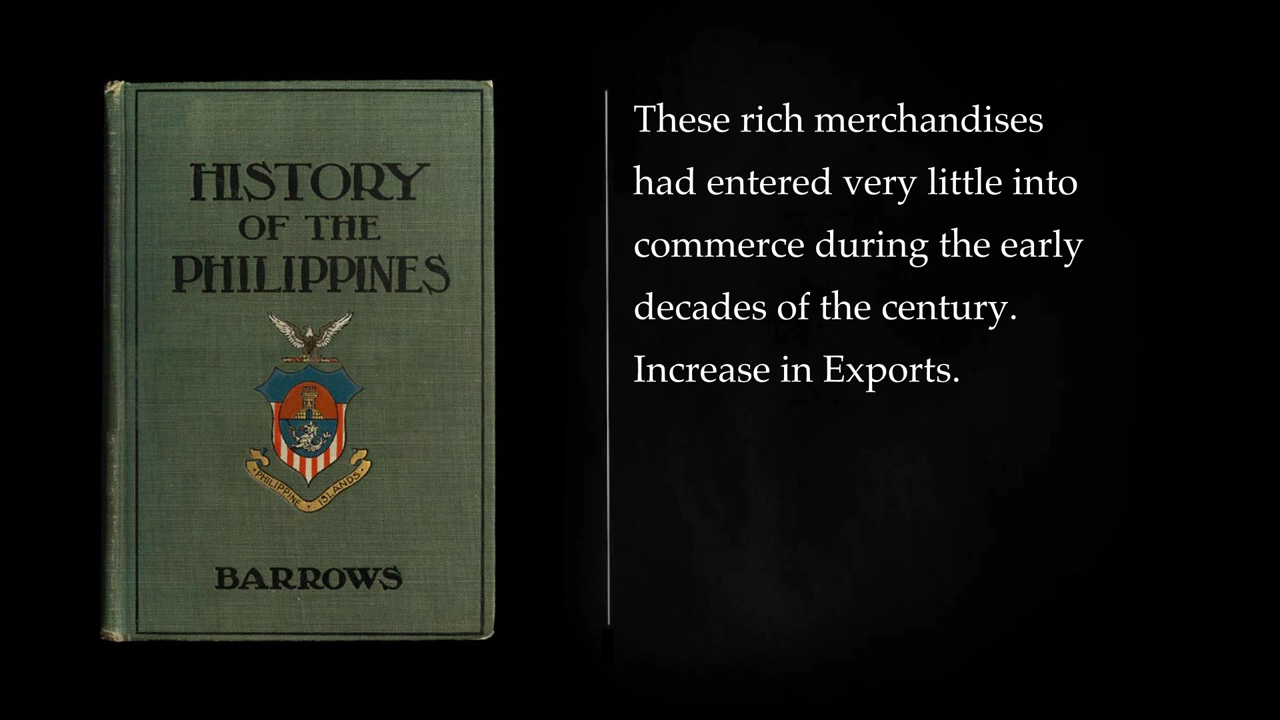 HISTORY
OF THE
PHILIPPINES
PHILIPPINE ISLANDS
BARROWS
These rich merchandises
had entered very little into
commerce during the early
decades of the century.
Increase in Exports.